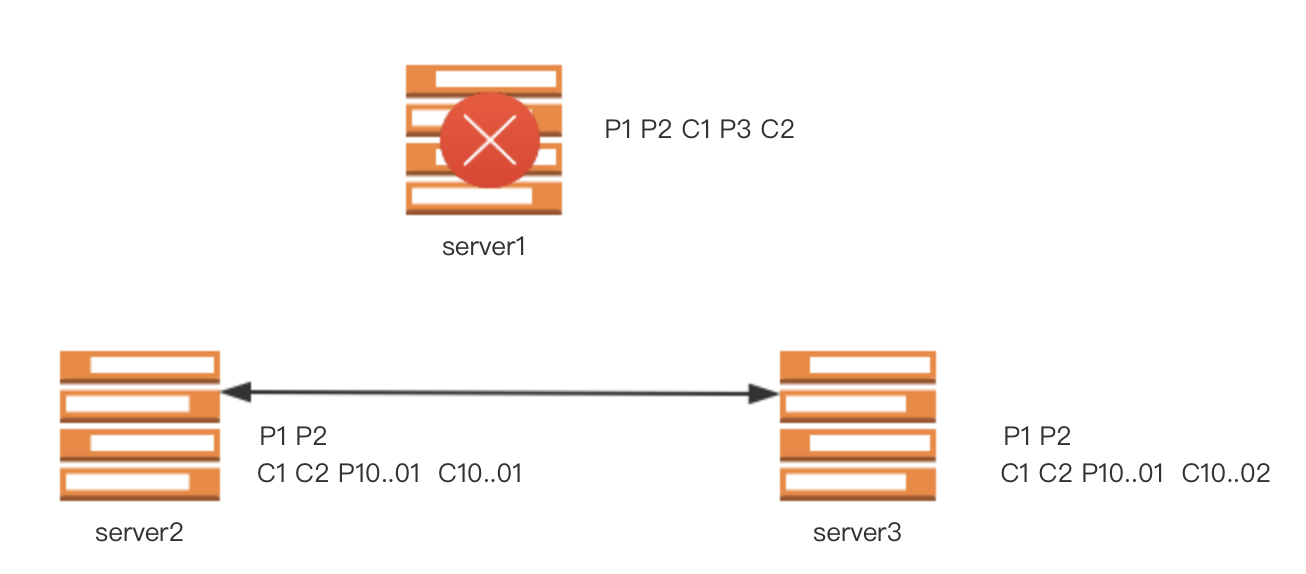 P1 P2 C1 P3 C2
server1
P1 P2
C1 C2 P10..01 C10..01
server2
P1 P2
C1 C2 P10..01 C10..02
server3